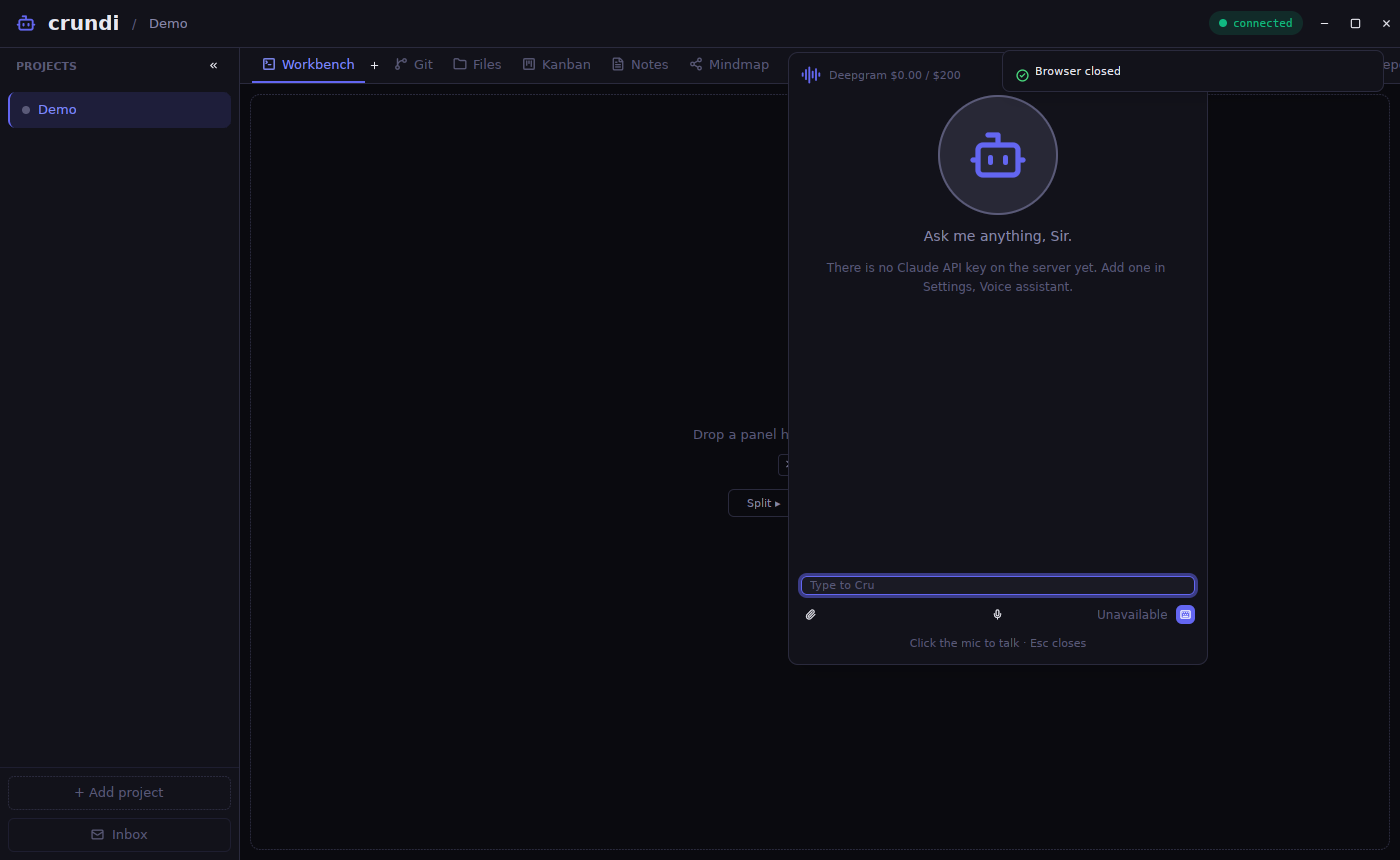 crundi / Demo
connected
PROJECTS «
Demo
+ Add project
Inbox
Workbench +
Git
Files
Kanban
Notes
Mindmap
Deepgram $0.00 / $200
Browser closed
Ask me anything, Sir.
There is no Claude API key on the server yet. Add one in
Settings, Voice assistant.
Drop a panel h
Split ▸
Type to Cru
Unavailable
Click the mic to talk · Esc closes